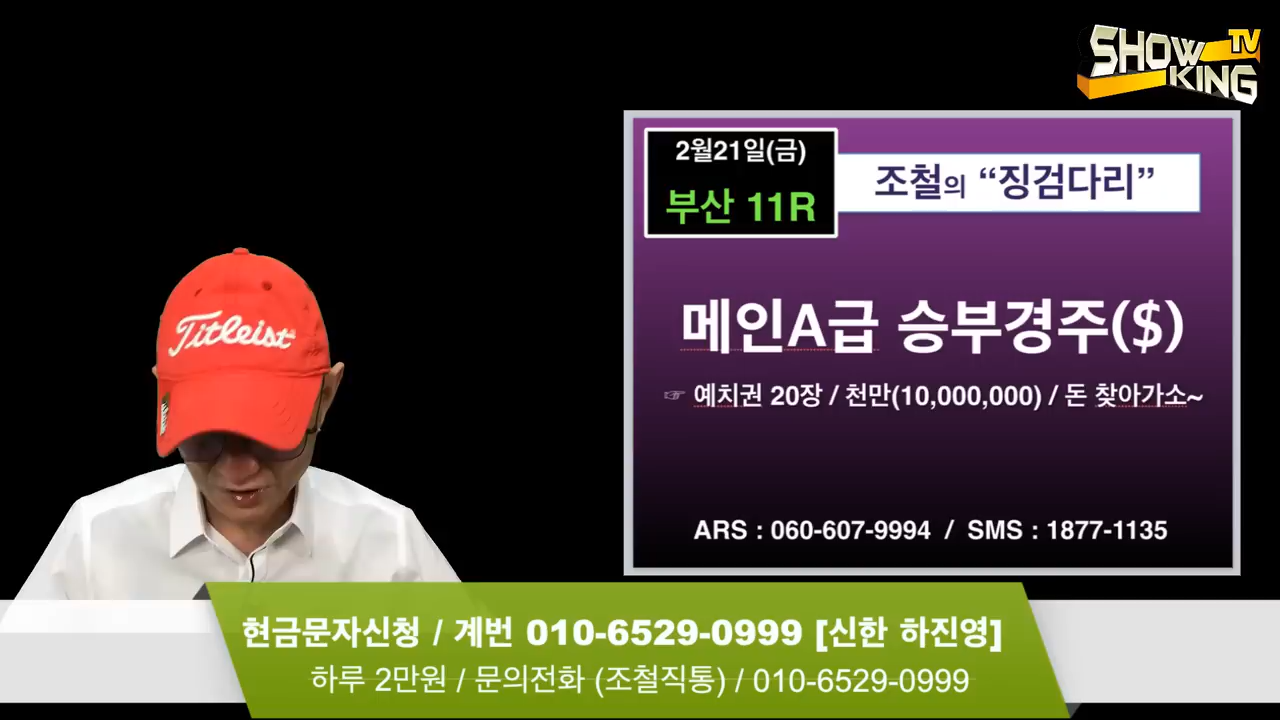 SHOW KING TV
2월21일(금)
부산 11R
조철의 “징검다리”
메인A급 승부경주($)
☞ 예치권 20장 / 천만(10,000,000) / 돈 찾아가소~
ARS : 060-607-9994 / SMS : 1877-1135
Titleist
현금문자신청 / 계번 010-6529-0999 [신한 하진영]
하루 2만원 / 문의전화 (조철직통) / 010-6529-0999